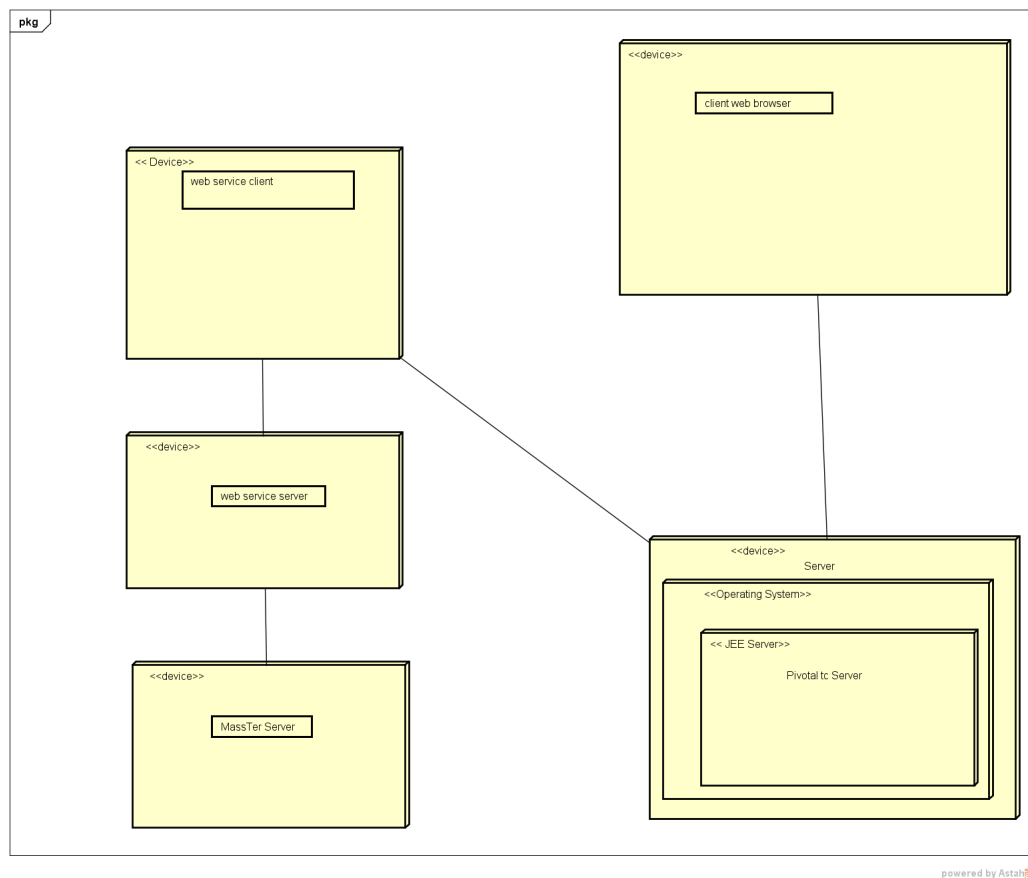 pkg
<<device>>
client web browser
<< Device>>
web service client
<<device>>
web service server
<<device>>
Server
<<Operating System>>
<< JEE Server>>
Pivotal tc Server
<<device>>
MassTer Server
powered by Astah